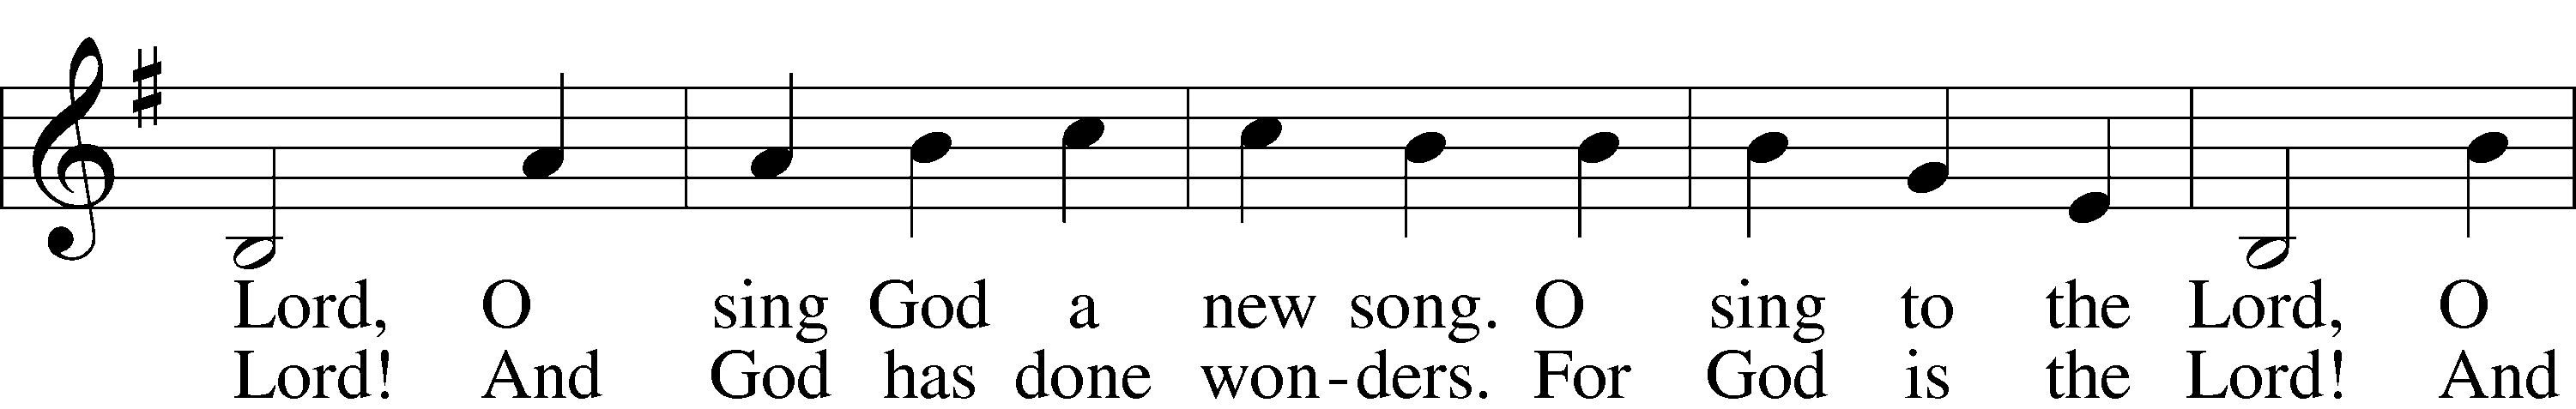 Lord, O sing God a new song. O sing to the Lord, O
Lord! And God has done won-ders. For God is the Lord! And